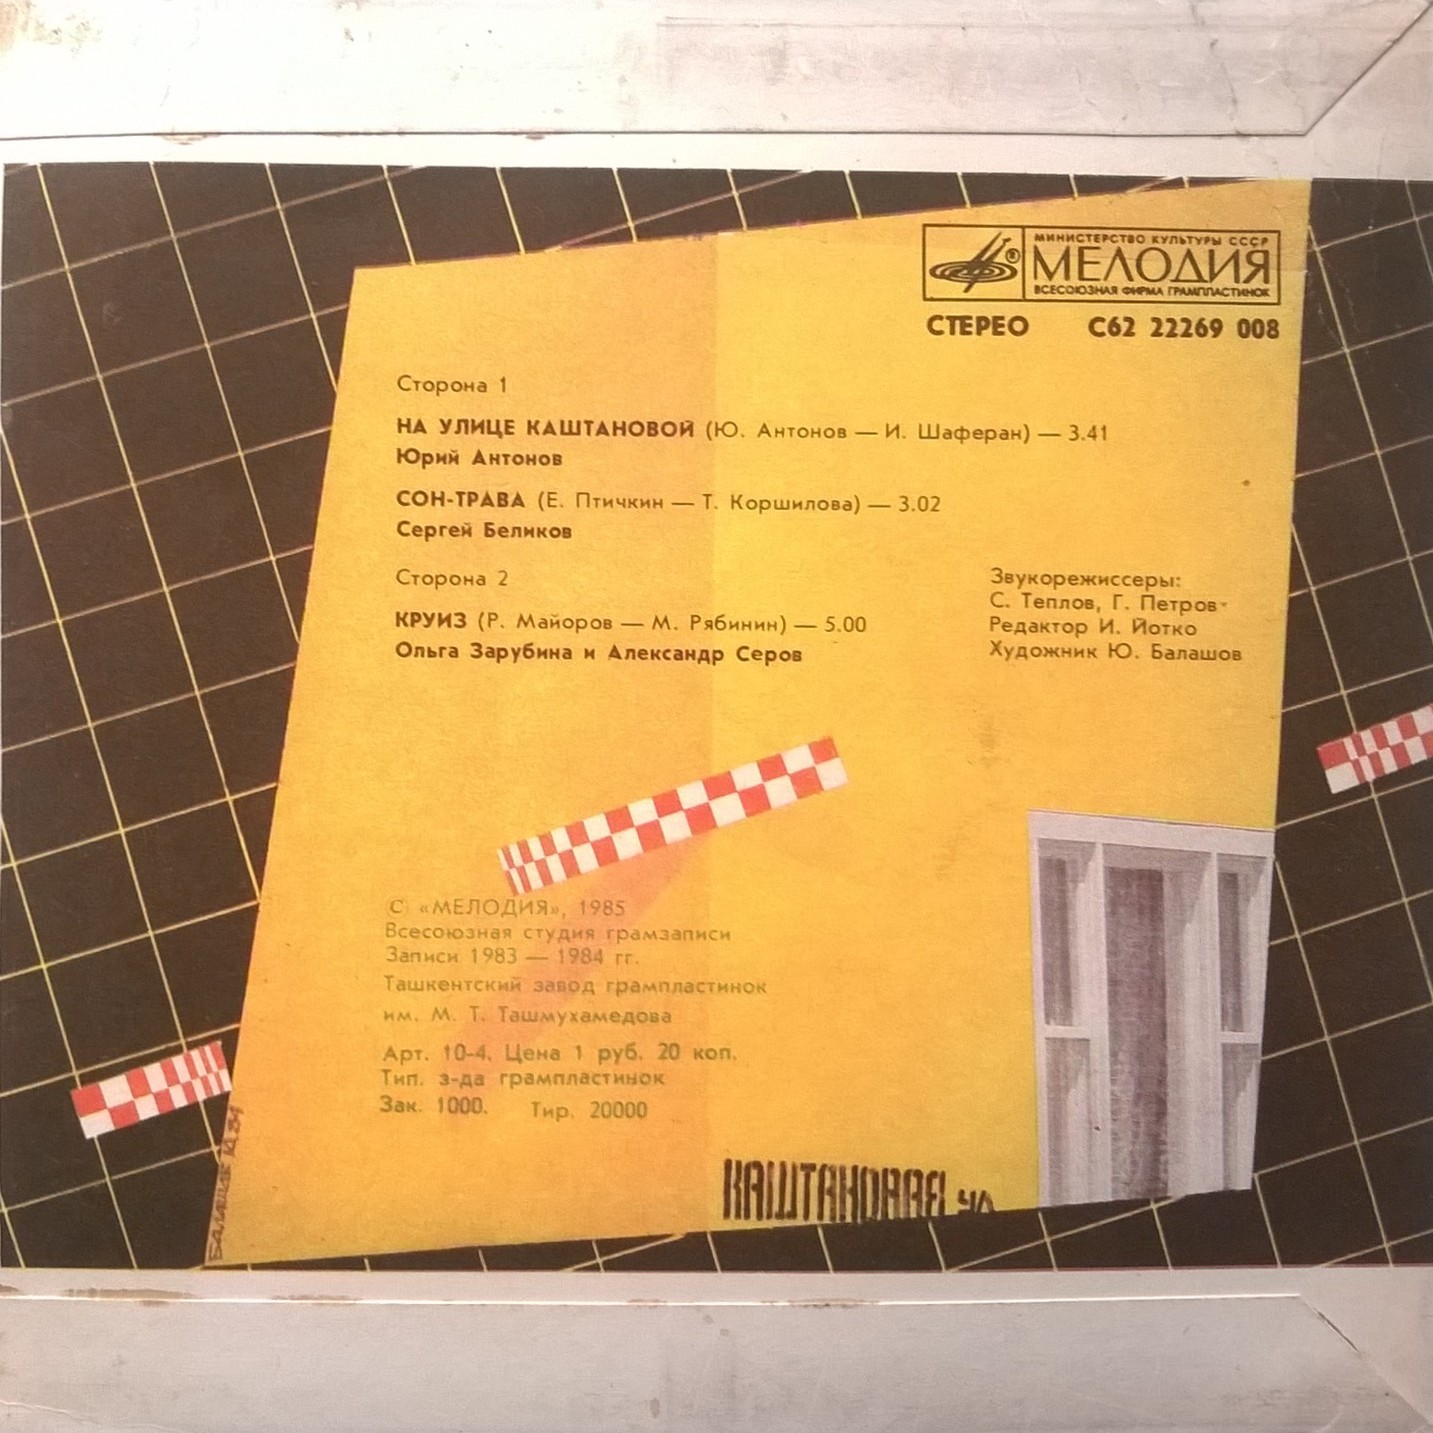 МИНИСТЕРСТВО КУЛЬТУРЫ СССР
МЕЛОДИЯ
ВСЕСОЮЗНАЯ ФИРМА ГРАМПЛАСТИНОК
СТЕРЕО С62 22269 008
Сторона 1
НА УЛИЦЕ КАШТАНОВОЙ (Ю. Антонов — И. Шаферан) — 3.41
Юрий Антонов
СОН-ТРАВА (Е. Птичкин — Т. Коршилова) — 3.02
Сергей Беликов
Сторона 2
КРУИЗ (Р. Майоров — М. Рябинин) — 5.00
Ольга Зарубина и Александр Серов
Звукорежиссеры:
С. Теплов, Г. Петров
Редактор И. Йотко
Художник Ю. Балашов
© «МЕЛОДИЯ», 1985
Всесоюзная студия грамзаписи
Записи 1983 — 1984 гг.
Ташкентский завод грампластинок
им. М. Т. Ташмухамедова
Арт. 10-4. Цена 1 руб. 20 коп.
Тип. з-да грампластинок
Зак. 1000. Тир. 20000
КАШТАНОВАЯ УЛ
БАЛАШОВ Ю. 84